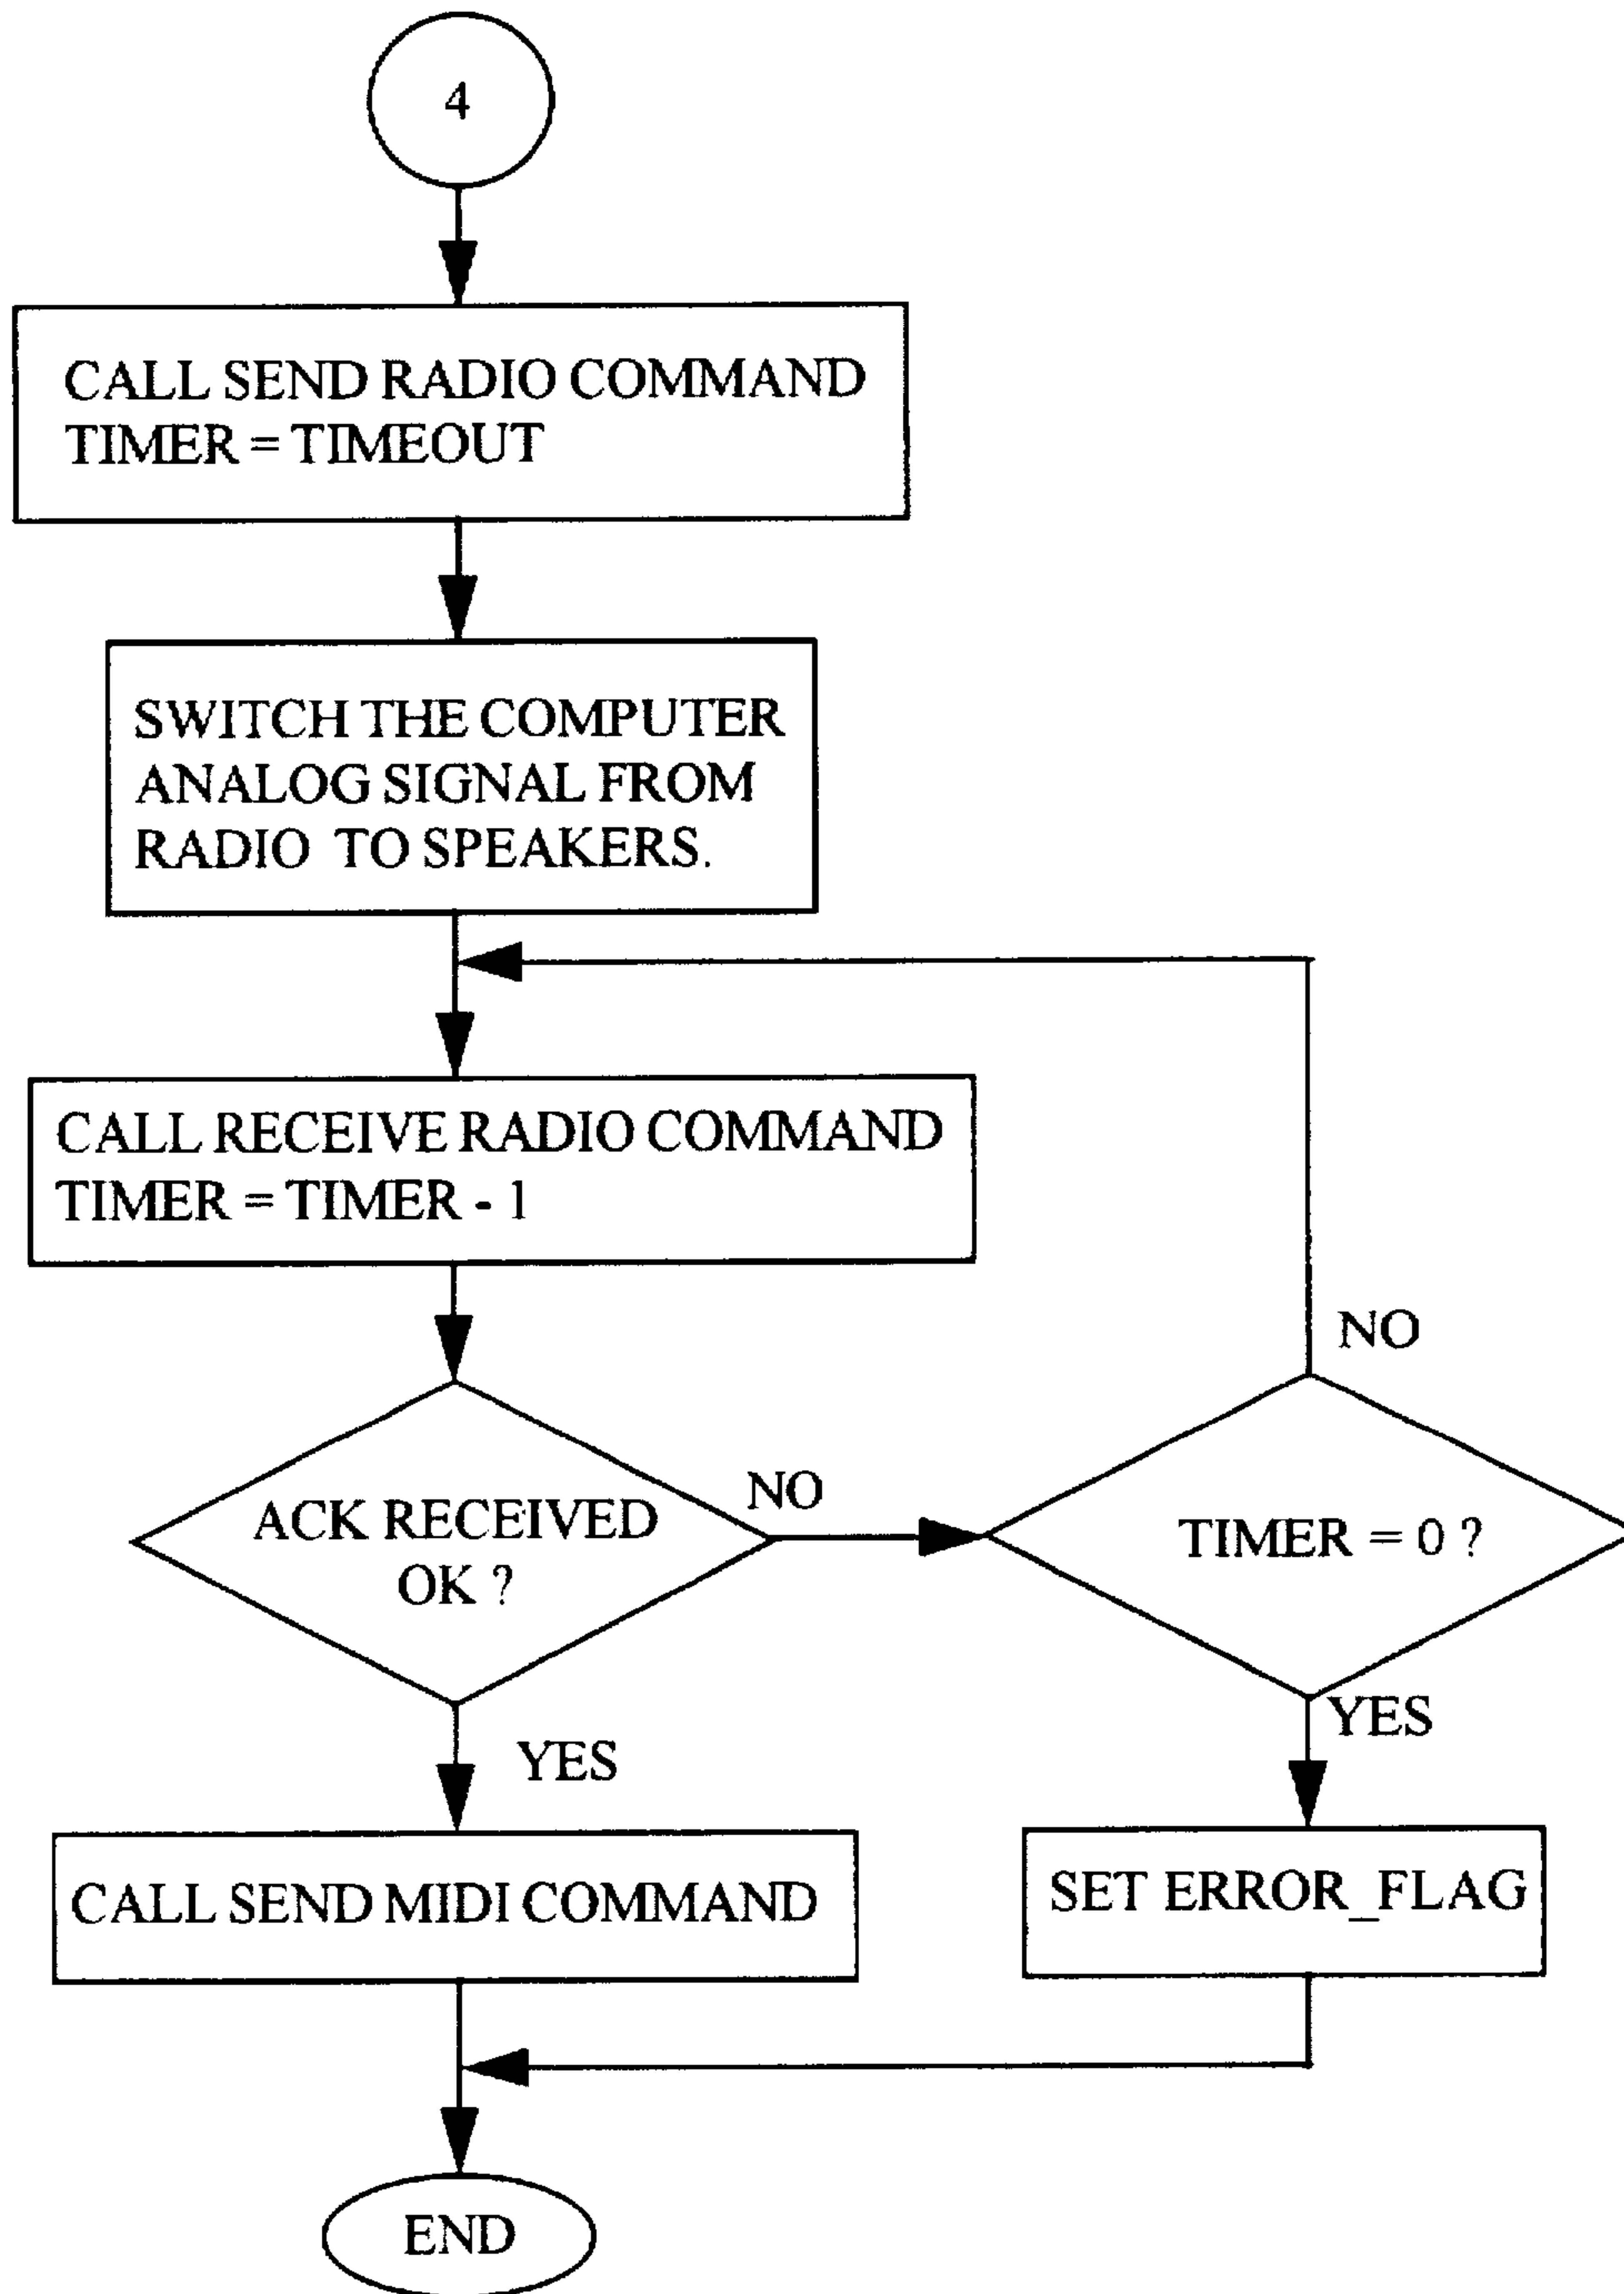 4
CALL SEND RADIO COMMAND
TIMER = TIMEOUT
SWITCH THE COMPUTER
ANALOG SIGNAL FROM
RADIO TO SPEAKERS.
CALL RECEIVE RADIO COMMAND
TIMER = TIMER - 1
NO
ACK RECEIVED
OK ?
NO
TIMER = 0 ?
YES
YES
CALL SEND MIDI COMMAND
SET ERROR_FLAG
END